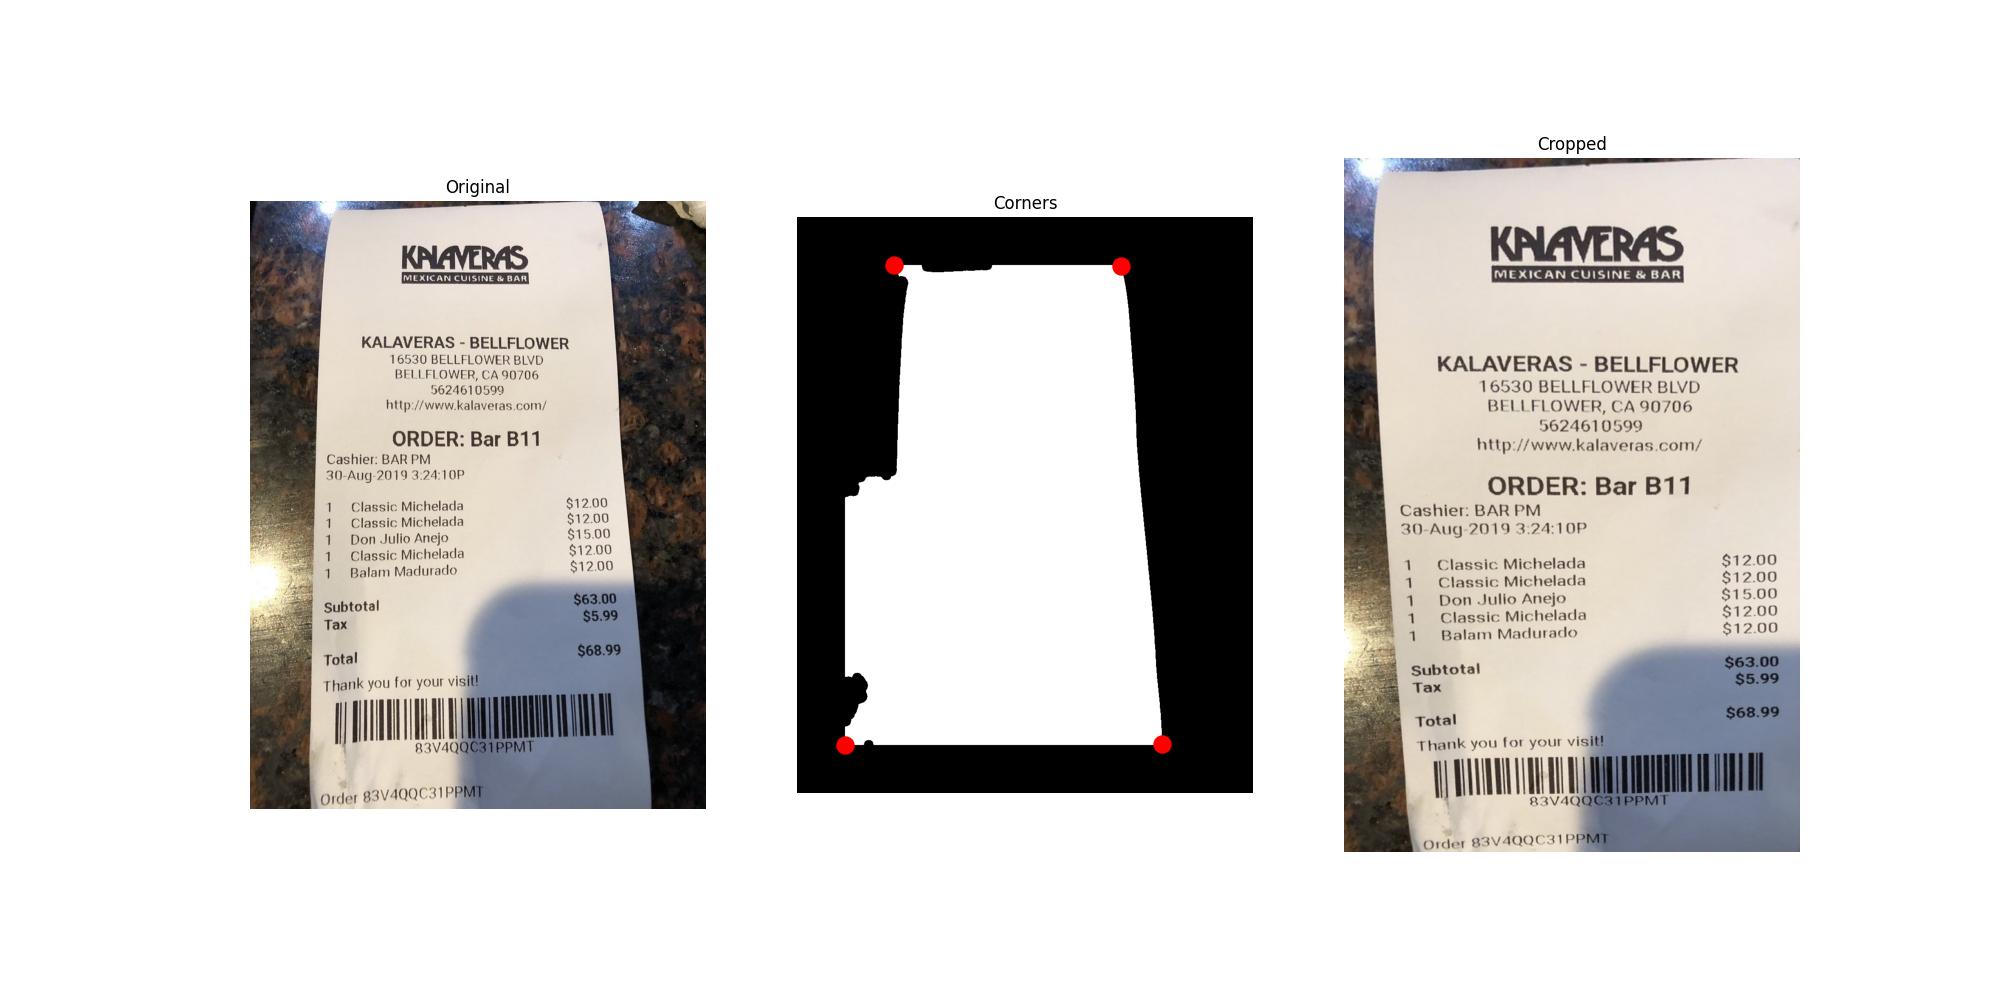 Original
KALAVERAS
MEXICAN CUISINE & BAR
KALAVERAS - BELLFLOWER
16530 BELLFLOWER BLVD
BELLFLOWER, CA 90706
5624610599
http://www.kalaveras.com/
ORDER: Bar B11
Cashier: BAR PM
30-Aug-2019 3:24:10P
1 Classic Michelada $12.00
1 Classic Michelada $12.00
1 Don Julio Anejo $15.00
1 Classic Michelada $12.00
1 Balam Madurado $12.00
Subtotal $63.00
Tax $5.99
Total $68.99
Thank you for your visit!
83V4QQC31PPMT
Order 83V4QQC31PPMT
Corners
Cropped
KALAVERAS
MEXICAN CUISINE & BAR
KALAVERAS - BELLFLOWER
16530 BELLFLOWER BLVD
BELLFLOWER, CA 90706
5624610599
http://www.kalaveras.com/
ORDER: Bar B11
Cashier: BAR PM
30-Aug-2019 3:24:10P
1 Classic Michelada $12.00
1 Classic Michelada $12.00
1 Don Julio Anejo $15.00
1 Classic Michelada $12.00
1 Balam Madurado $12.00
Subtotal $63.00
Tax $5.99
Total $68.99
Thank you for your visit!
83V4QQC31PPMT
Order 83V4QQC31PPMT